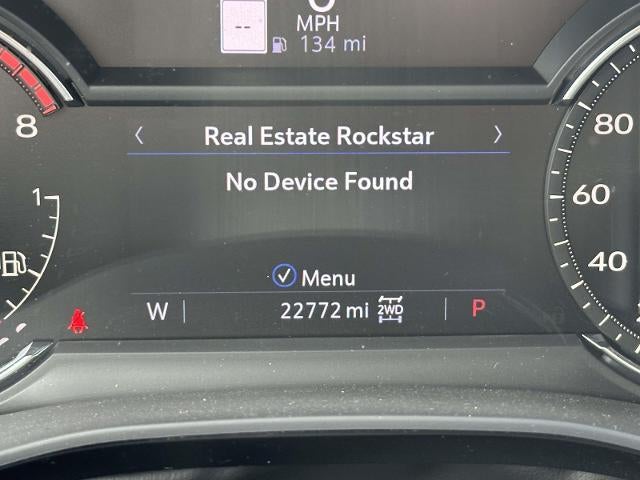 --
MPH
134 mi
8
Real Estate Rockstar
80
No Device Found
1
60
Menu
40
W
22772 mi
2WD
P